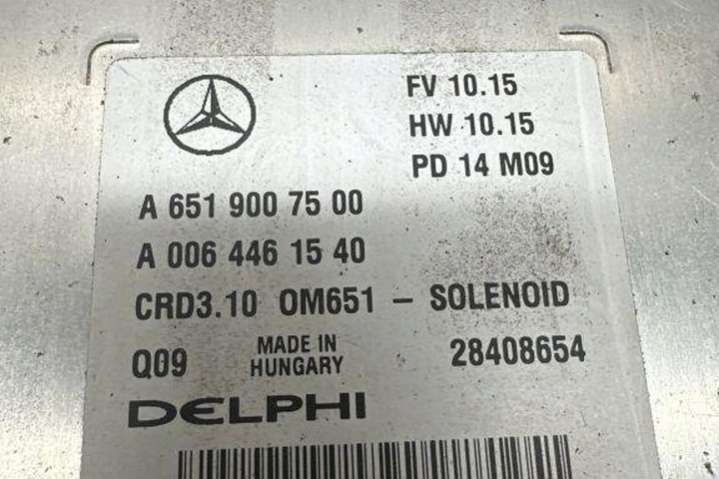 FV 10.15
HW 10.15
PD 14 M09
A 651 900 75 00
A 006 446 15 40
CRD3.10 OM651 – SOLENOID
Q09 MADE IN HUNGARY 28408654
DELPHI